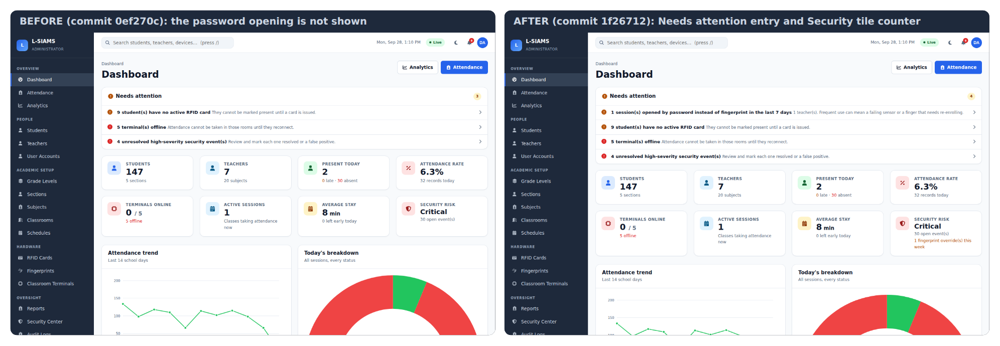 BEFORE (commit 0ef270c): the password opening is not shown
L
L-SIAMS
ADMINISTRATOR
Search students, teachers, devices... (press /)
Mon, Sep 28, 1:10 PM
Live
9
DA
OVERVIEW
Dashboard
Attendance
Analytics
PEOPLE
Students
Teachers
User Accounts
ACADEMIC SETUP
Grade Levels
Sections
Subjects
Classrooms
Schedules
HARDWARE
RFID Cards
Fingerprints
Classroom Terminals
OVERSIGHT
Reports
Security Center
Audit Logs
Dashboard
Dashboard
Analytics
Attendance
Needs attention
3
9 student(s) have no active RFID card They cannot be marked present until a card is issued.
5 terminal(s) offline Attendance cannot be taken in those rooms until they reconnect.
4 unresolved high-severity security event(s) Review and mark each one resolved or a false positive.
STUDENTS
147
5 sections
TEACHERS
7
20 subjects
PRESENT TODAY
2
0 late · 30 absent
ATTENDANCE RATE
6.3%
32 records today
TERMINALS ONLINE
0 / 5
5 offline
ACTIVE SESSIONS
1
Classes taking attendance
now
AVERAGE STAY
8 min
0 left early today
SECURITY RISK
Critical
30 open event(s)
Attendance trend
Last 14 school days
200
150
100
50
Today's breakdown
All sessions, every status
AFTER (commit 1f26712): Needs attention entry and Security tile counter
L
L-SIAMS
ADMINISTRATOR
Search students, teachers, devices... (press /)
Mon, Sep 28, 1:10 PM
Live
9
DA
OVERVIEW
Dashboard
Attendance
Analytics
PEOPLE
Students
Teachers
User Accounts
ACADEMIC SETUP
Grade Levels
Sections
Subjects
Classrooms
Schedules
HARDWARE
RFID Cards
Fingerprints
Classroom Terminals
OVERSIGHT
Reports
Security Center
Audit Logs
Dashboard
Dashboard
Analytics
Attendance
Needs attention
4
1 session(s) opened by password instead of fingerprint in the last 7 days 1 teacher(s). Frequent use can mean a failing sensor or a finger that needs re-enrolling.
9 student(s) have no active RFID card They cannot be marked present until a card is issued.
5 terminal(s) offline Attendance cannot be taken in those rooms until they reconnect.
4 unresolved high-severity security event(s) Review and mark each one resolved or a false positive.
STUDENTS
147
5 sections
TEACHERS
7
20 subjects
PRESENT TODAY
2
0 late · 30 absent
ATTENDANCE RATE
6.3%
32 records today
TERMINALS ONLINE
0 / 5
5 offline
ACTIVE SESSIONS
1
Classes taking attendance
now
AVERAGE STAY
8 min
0 left early today
SECURITY RISK
Critical
30 open event(s)
1 fingerprint override(s) this
week
Attendance trend
Last 14 school days
200
150
100
Today's breakdown
All sessions, every status